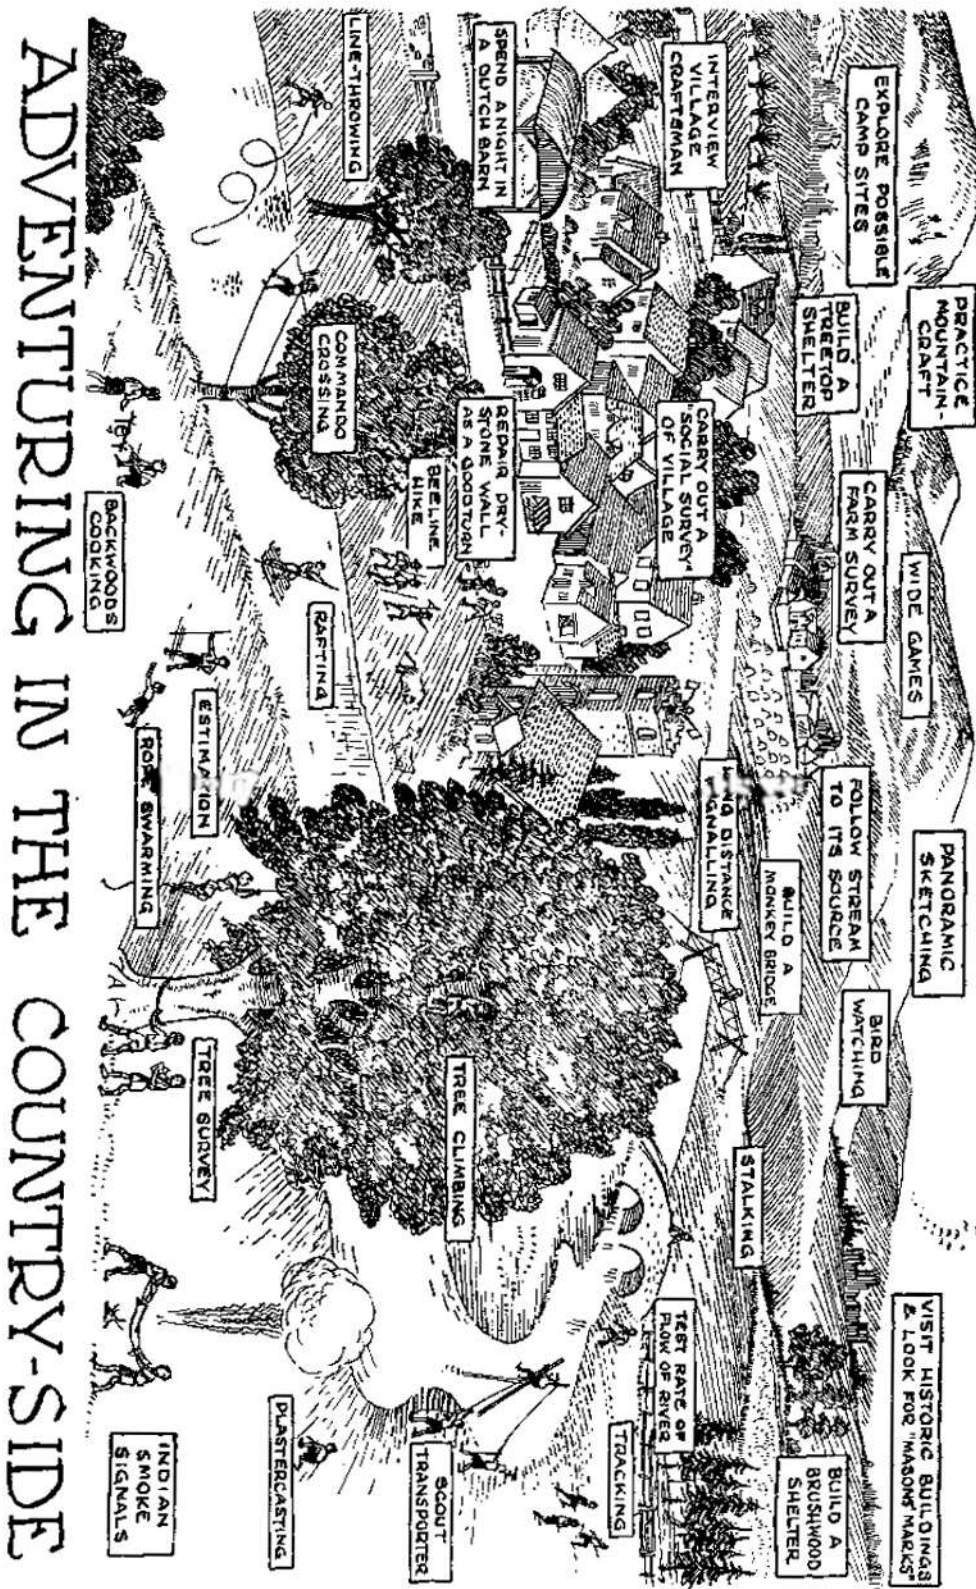 PRACTICE
MOUNTAIN-
CRAFT
WIDE GAMES
PANORAMIC
SKETCHING
VISIT HISTORIC BUILDINGS
& LOOK FOR "MASONS' MARKS"
EXPLORE POSSIBLE
CAMP SITES
BUILD A
TREETOP
SHELTER
CARRY OUT A
FARM SURVEY
FOLLOW STREAM
TO ITS SOURCE
BIRD
WATCHING
BUILD A
BRUSHWOOD
SHELTER
INTERVIEW
VILLAGE
CRAFTSMAN
CARRY OUT A
"SOCIAL SURVEY"
OF VILLAGE
LONG DISTANCE
SIGNALLING
BUILD A
MONKEY BRIDGE
STALKING
TEST RATE OF
FLOW OF RIVER
TRACKING
SPEND A NIGHT IN
A DUTCH BARN
REPAIR DRY-
STONE WALL
AS A GOODTURN
BEELINE
HIKE
TREE CLIMBING
SCOUT
TRANSPORTER
LINE-THROWING
COMMANDO
CROSSING
RAFTING
PLASTERCASTING
ESTIMATION
ROPE SWARMING
TREE SURVEY
INDIAN
SMOKE
SIGNALS
BACKWOODS
COOKING
ADVENTURING IN THE COUNTRY-SIDE